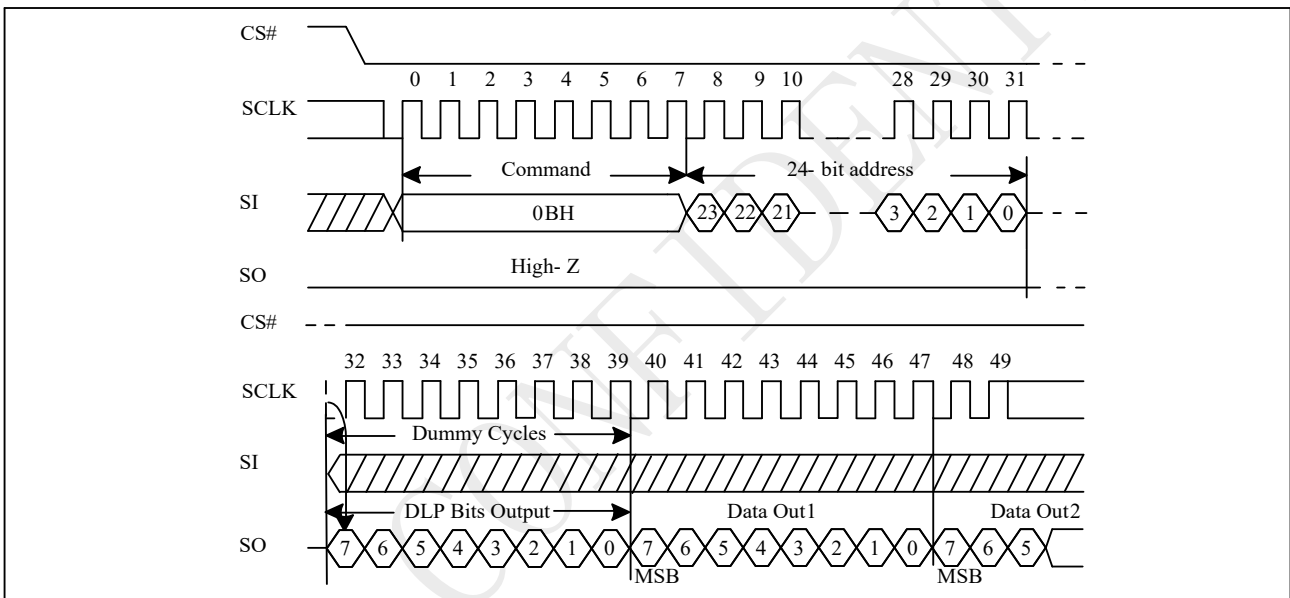 CS#
0 1 2 3 4 5 6 7 8 9 10 28 29 30 31
SCLK
Command 24- bit address
SI 0BH 23 22 21 3 2 1 0
High- Z
SO
CS#
32 33 34 35 36 37 38 39 40 41 42 43 44 45 46 47 48 49
SCLK
Dummy Cycles
SI
DLP Bits Output Data Out1 Data Out2
SO 7 6 5 4 3 2 1 0 7 6 5 4 3 2 1 0 7 6 5
MSB MSB
CONFIDENT